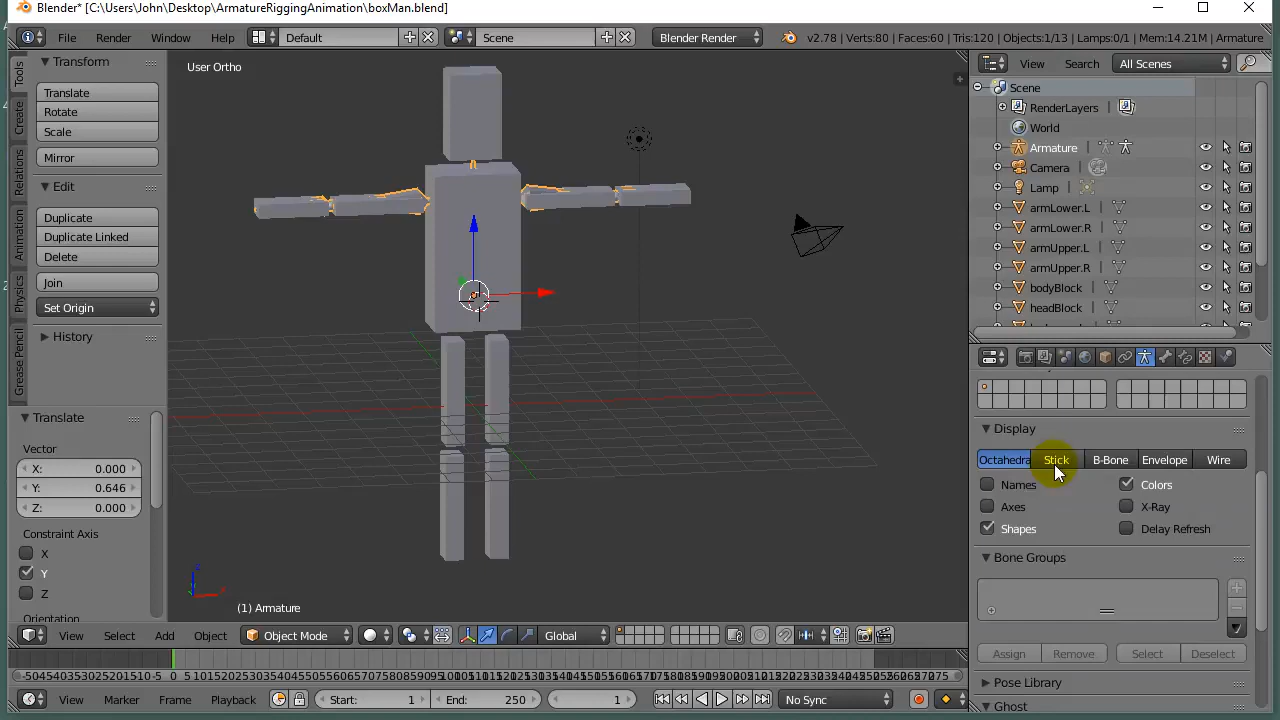 Blender* [C:\Users\John\Desktop\ArmatureRiggingAnimation\boxMan.blend]
File Render Window Help Default Scene Blender Render v2.78 | Verts:80 | Faces:60 | Tris:120 | Objects:1/13 | Lamps:0/1 | Mem:14.21M | Armature
Tools
Create
Relations
Animation
Physics
Grease Pencil
Transform
Translate
Rotate
Scale
Mirror
Edit
Duplicate
Duplicate Linked
Delete
Join
Set Origin
History
Translate
Vector
X: 0.000
Y: 0.646
Z: 0.000
Constraint Axis
X
Y
Z
Orientation
User Ortho
(1) Armature
View Select Add Object Object Mode Global
View Marker Frame Playback Start: 1 End: 250 1 No Sync
View Search All Scenes
Scene
RenderLayers
World
Armature
Camera
Lamp
armLower.L
armLower.R
armUpper.L
armUpper.R
bodyBlock
headBlock
Display
Octahedra Stick B-Bone Envelope Wire
Names Colors
Axes X-Ray
Shapes Delay Refresh
Bone Groups
Assign Remove Select Deselect
Pose Library
Ghost